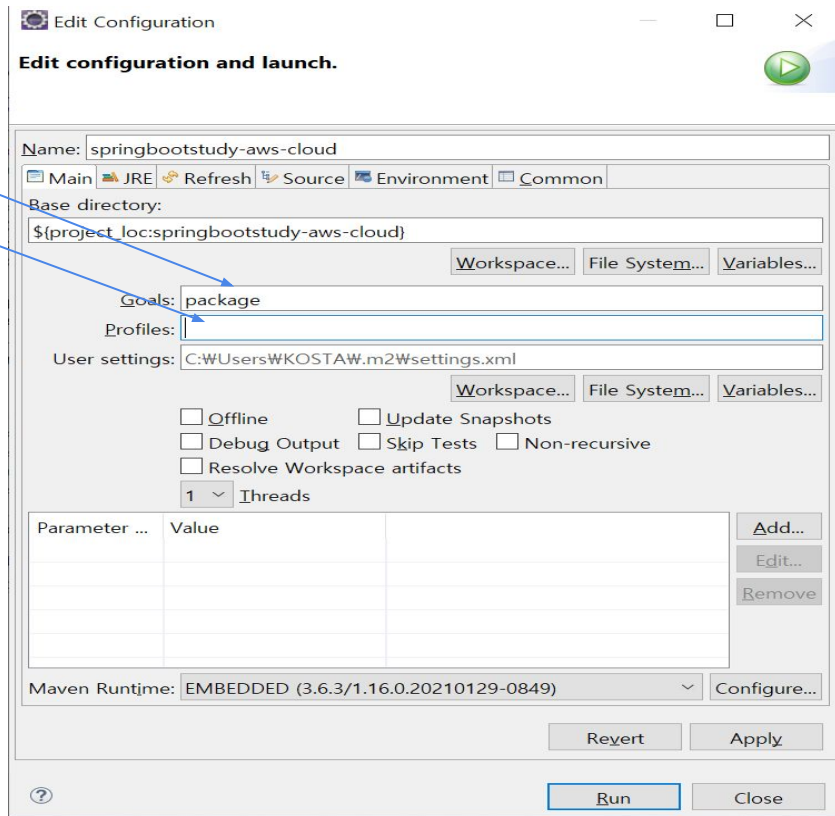 Edit Configuration
Edit configuration and launch.
Name: springbootstudy-aws-cloud
Main JRE Refresh Source Environment Common
Base directory:
${project_loc:springbootstudy-aws-cloud}
Workspace... File System... Variables...
Goals: package
Profiles:
User settings: C:₩Users₩KOSTA₩.m2₩settings.xml
Workspace... File System... Variables...
Offline Update Snapshots
Debug Output Skip Tests Non-recursive
Resolve Workspace artifacts
1 Threads
Parameter ... Value Add...
Edit...
Remove
Maven Runtime: EMBEDDED (3.6.3/1.16.0.20210129-0849) Configure...
Revert Apply
? Run Close